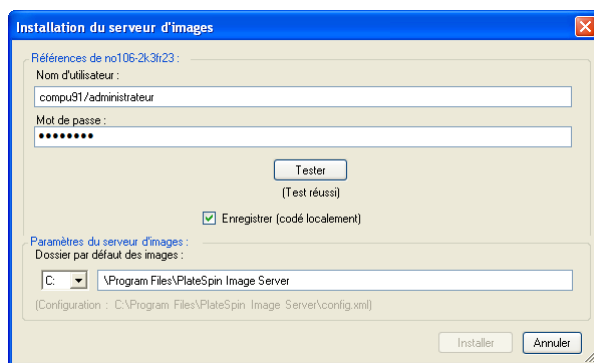 Installation du serveur d'images
Références de no106-2k3fr23 :
Nom d'utilisateur :
compu91/administrateur
Mot de passe :
●●●●●●●●
Tester
(Test réussi)
Enregistrer (codé localement)
Paramètres du serveur d'images :
Dossier par défaut des images :
C: \Program Files\PlateSpin Image Server
(Configuration : C:\Program Files\PlateSpin Image Server\config.xml)
Installer Annuler